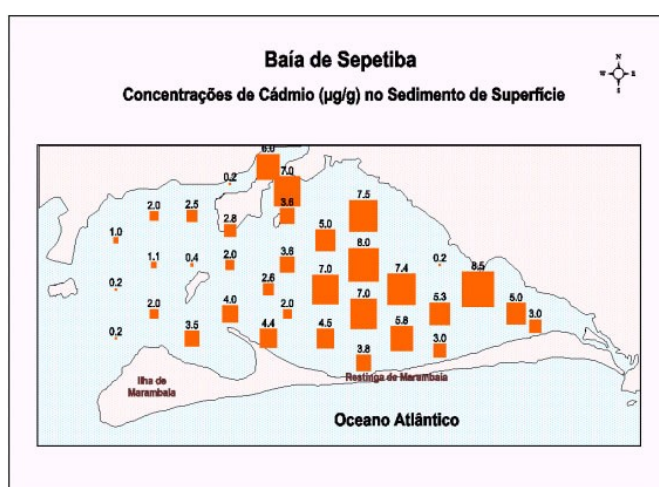 Baía de Sepetiba
Concentrações de Cádmio (µg/g) no Sedimento de Superfície
N
W E
S
6.0
0.2 7.0
7.5
2.0 2.5 3.6
2.8
1.0 5.0
8.0
1.1 0.4 2.0 3.6 0.2
7.0 7.4 8.5
0.2 2.6
7.0
2.0 4.0 2.0 5.3 5.0
0.2 3.5 4.4 4.5 5.8 3.0
3.8 3.0
Ilha de
Marambaia
Restinga de Marambaia
Oceano Atlântico